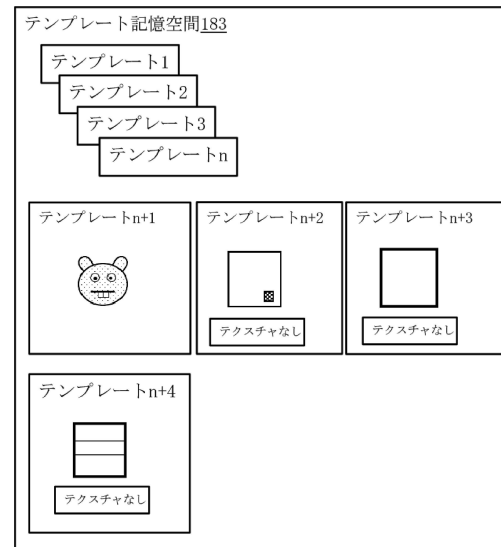 テンプレート記憶空間183
テンプレート1
テンプレート2
テンプレート3
テンプレートn
テンプレートn+1
テンプレートn+2
テンプレートn+3
テクスチャなし
テクスチャなし
テンプレートn+4
テクスチャなし